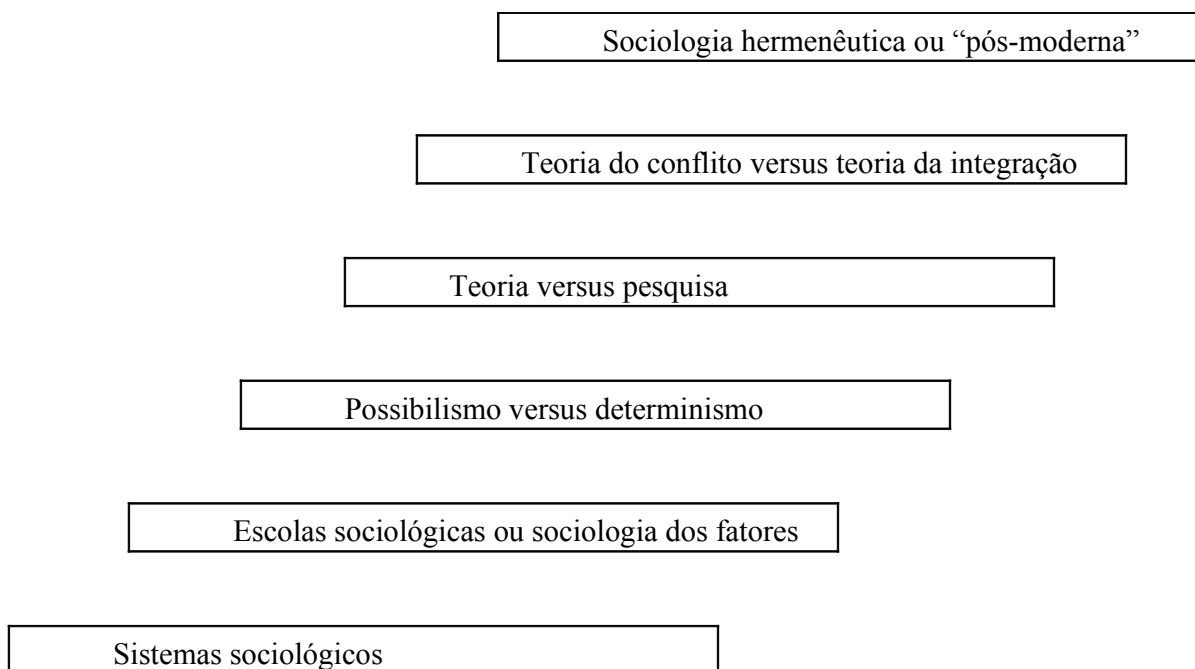 Sociologia hermenêutica ou “pós-moderna”
Teoria do conflito versus teoria da integração
Teoria versus pesquisa
Possibilismo versus determinismo
Escolas sociológicas ou sociologia dos fatores
Sistemas sociológicos